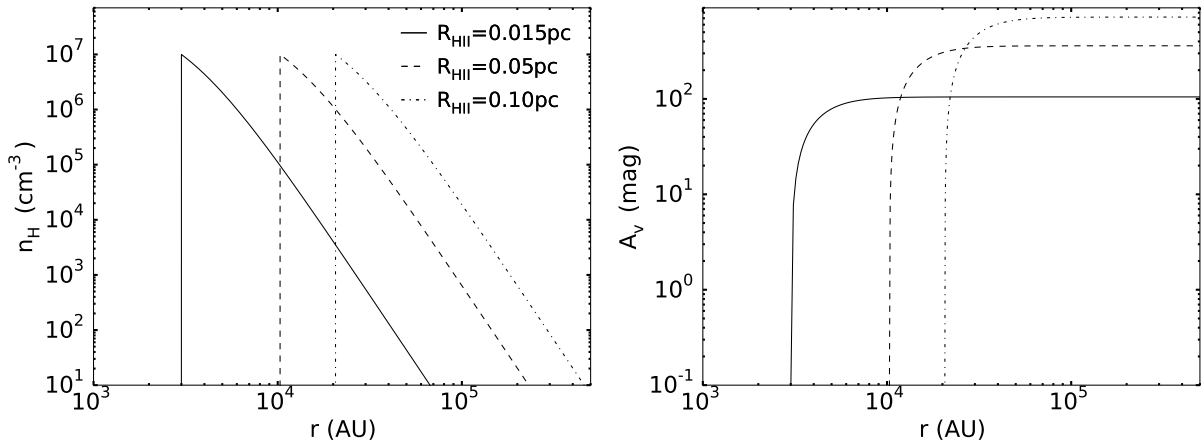 10⁷
10⁶
10⁵
10⁴
10³
10²
10¹
n_H (cm⁻³)
R_HII=0.015pc
R_HII=0.05pc
R_HII=0.10pc
10³ 10⁴ 10⁵
r (AU)
10²
10¹
10⁰
10⁻¹
A_v (mag)
10³ 10⁴ 10⁵
r (AU)